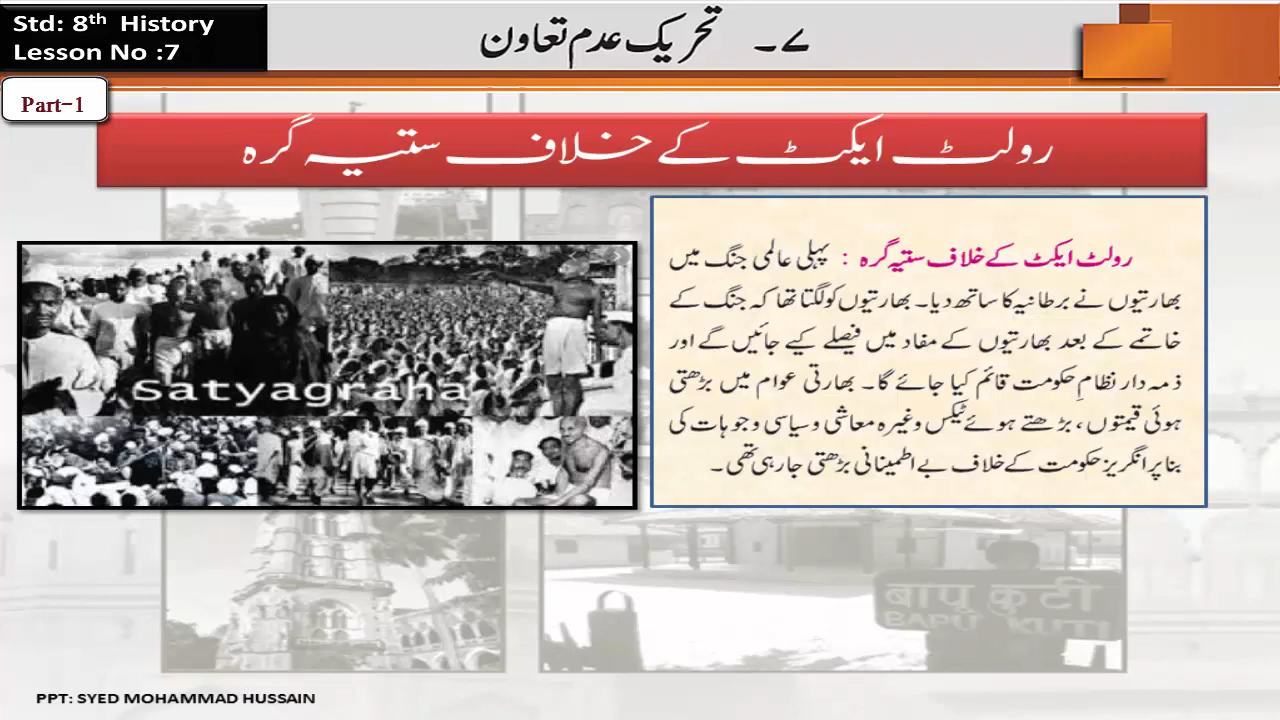 Std: 8th History
Lesson No :7
۷۔ تحریک عدم تعاون
Part-1
رولٹ ایکٹ کے خلاف ستیہ گرہ
رولٹ ایکٹ کے خلاف ستیہ گرہ : پہلی عالمی جنگ میں
بھارتیوں نے برطانیہ کا ساتھ دیا۔ بھارتیوں کو لگتا تھا کہ جنگ کے
خاتمے کے بعد بھارتیوں کے مفاد میں فیصلے کیے جائیں گے اور
ذمہ دار نظامِ حکومت قائم کیا جائے گا۔ بھارتی عوام میں بڑھتی
ہوئی قیمتوں، بڑھتے ہوئے ٹیکس وغیرہ معاشی و سیاسی وجوہات کی
بنا پر انگریز حکومت کے خلاف بے اطمینانی بڑھتی جا رہی تھی۔
Satyagraha
बापू कुटी
BAPU KUTI
PPT: SYED MOHAMMAD HUSSAIN